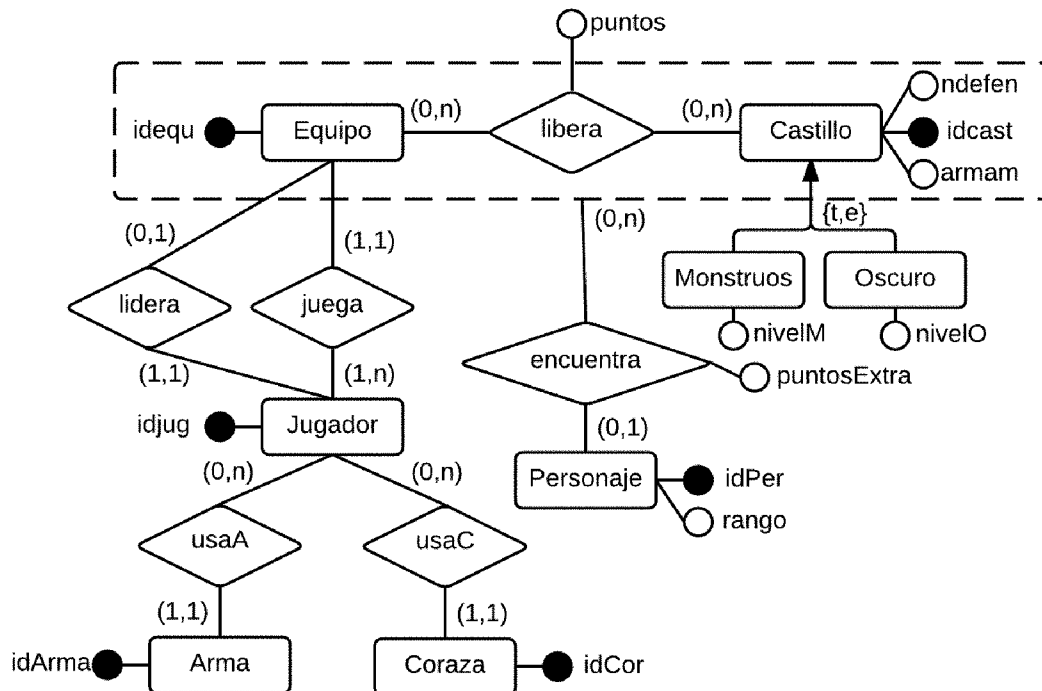 puntos
(0,n)
(0,n)
ndefen
idequ
Equipo
libera
Castillo
idcast
armam
(0,1)
(1,1)
(0,n)
{t,e}
lidera
juega
Monstruos
Oscuro
nivelM
nivelO
encuentra
puntosExtra
(1,1)
(1,n)
idjug
Jugador
(0,1)
(0,n)
(0,n)
Personaje
idPer
rango
usaA
usaC
(1,1)
(1,1)
idArma
Arma
Coraza
idCor